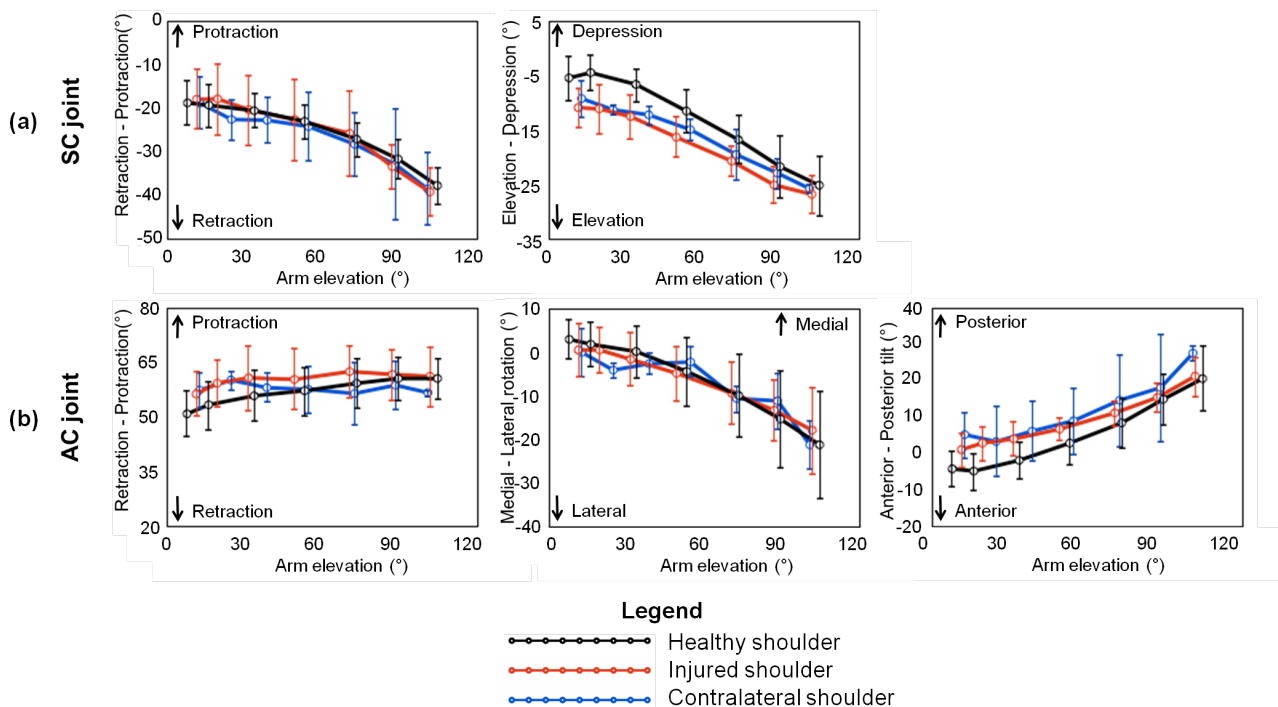 (a)
SC joint
Retraction - Protraction(°)
0
-10
-20
-30
-40
-50
Protraction
Retraction
0 30 60 90 120
Arm elevation (°)
Elevation - Depression (°)
5
-5
-15
-25
-35
Depression
Elevation
0 30 60 90 120
Arm elevation (°)
(b)
AC joint
Retraction - Protraction(°)
80
65
50
35
20
Protraction
Retraction
0 30 60 90 120
Arm elevation (°)
Medial - Lateral rotation (°)
10
0
-10
-20
-30
-40
Medial
Lateral
0 30 60 90 120
Arm elevation (°)
Anterior - Posterior tilt (°)
40
30
20
10
0
-10
-20
Posterior
Anterior
0 30 60 90 120
Arm elevation (°)
Legend
Healthy shoulder
Injured shoulder
Contralateral shoulder